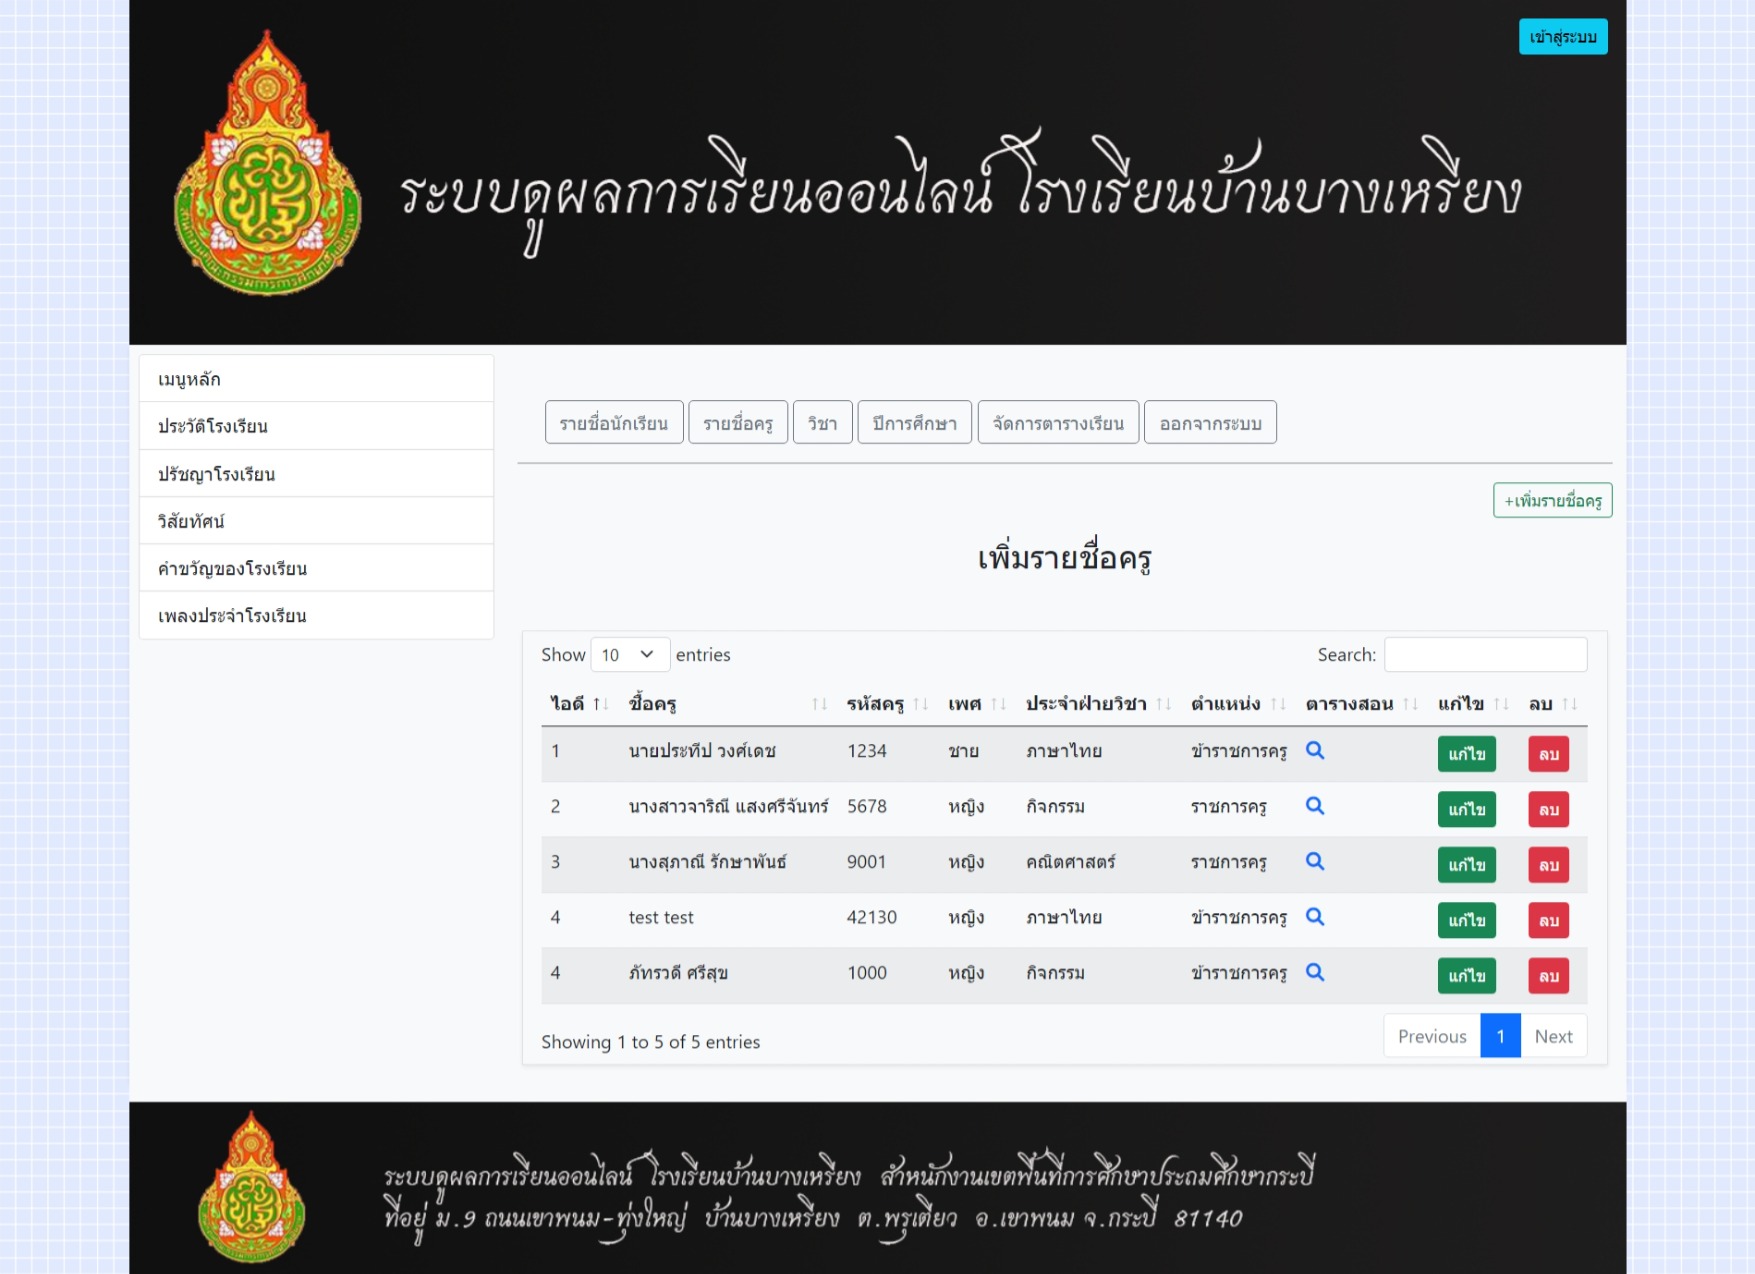 เข้าสู่ระบบ
ระบบดูผลการเรียนออนไลน์ โรงเรียนบ้านบางเหรียง
เมนูหลัก
ประวัติโรงเรียน
ปรัชญาโรงเรียน
วิสัยทัศน์
คำขวัญของโรงเรียน
เพลงประจำโรงเรียน
รายชื่อนักเรียน รายชื่อครู วิชา ปีการศึกษา จัดการตารางเรียน ออกจากระบบ
+เพิ่มรายชื่อครู
เพิ่มรายชื่อครู
Show 10 entries Search:
ไอดี ชื่อครู รหัสครู เพศ ประจำฝ่ายวิชา ตำแหน่ง ตารางสอน แก้ไข ลบ
1 นายประทีป วงศ์เดช 1234 ชาย ภาษาไทย ข้าราชการครู แก้ไข ลบ
2 นางสาวจาริณี แสงศรีจันทร์ 5678 หญิง กิจกรรม ราชการครู แก้ไข ลบ
3 นางสุภาณี รักษาพันธ์ 9001 หญิง คณิตศาสตร์ ราชการครู แก้ไข ลบ
4 test test 42130 หญิง ภาษาไทย ข้าราชการครู แก้ไข ลบ
4 ภัทรวดี ศรีสุข 1000 หญิง กิจกรรม ข้าราชการครู แก้ไข ลบ
Showing 1 to 5 of 5 entries Previous 1 Next
ระบบดูผลการเรียนออนไลน์ โรงเรียนบ้านบางเหรียง สำหนักงานเขตพื้นที่การศึกษาประถมศึกษากระบี่
ที่อยู่ ม.9 ถนนเขาพนม-ทุ่งใหญ่ บ้านบางเหรียง ต.พรุเตียว อ.เขาพนม จ.กระบี่ 81140